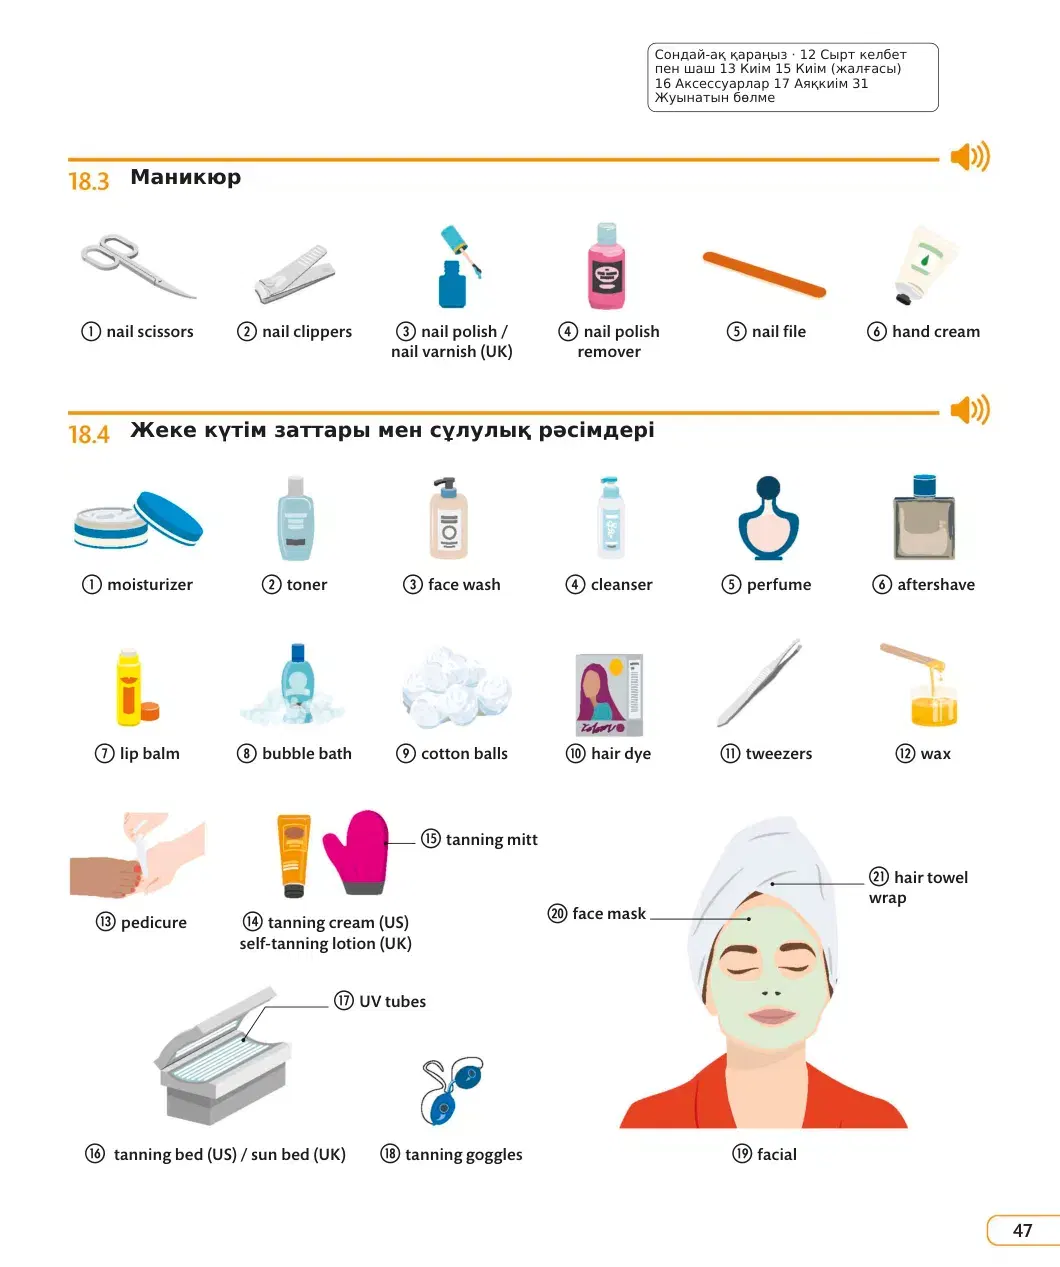 Сондай-ақ қараңыз · 12 Сырт келбет
пен шаш 13 Киім 15 Киім (жалғасы)
16 Аксессуарлар 17 Аяқкиім 31
Жуынатын бөлме
18.3 Маникюр
1 nail scissors
2 nail clippers
3 nail polish /
nail varnish (UK)
4 nail polish
remover
5 nail file
6 hand cream
18.4 Жеке күтім заттары мен сұлулық рәсімдері
1 moisturizer
2 toner
3 face wash
4 cleanser
5 perfume
6 aftershave
7 lip balm
8 bubble bath
9 cotton balls
10 hair dye
11 tweezers
12 wax
13 pedicure
14 tanning cream (US)
self-tanning lotion (UK)
15 tanning mitt
20 face mask
21 hair towel
wrap
17 UV tubes
16 tanning bed (US) / sun bed (UK)
18 tanning goggles
19 facial
47